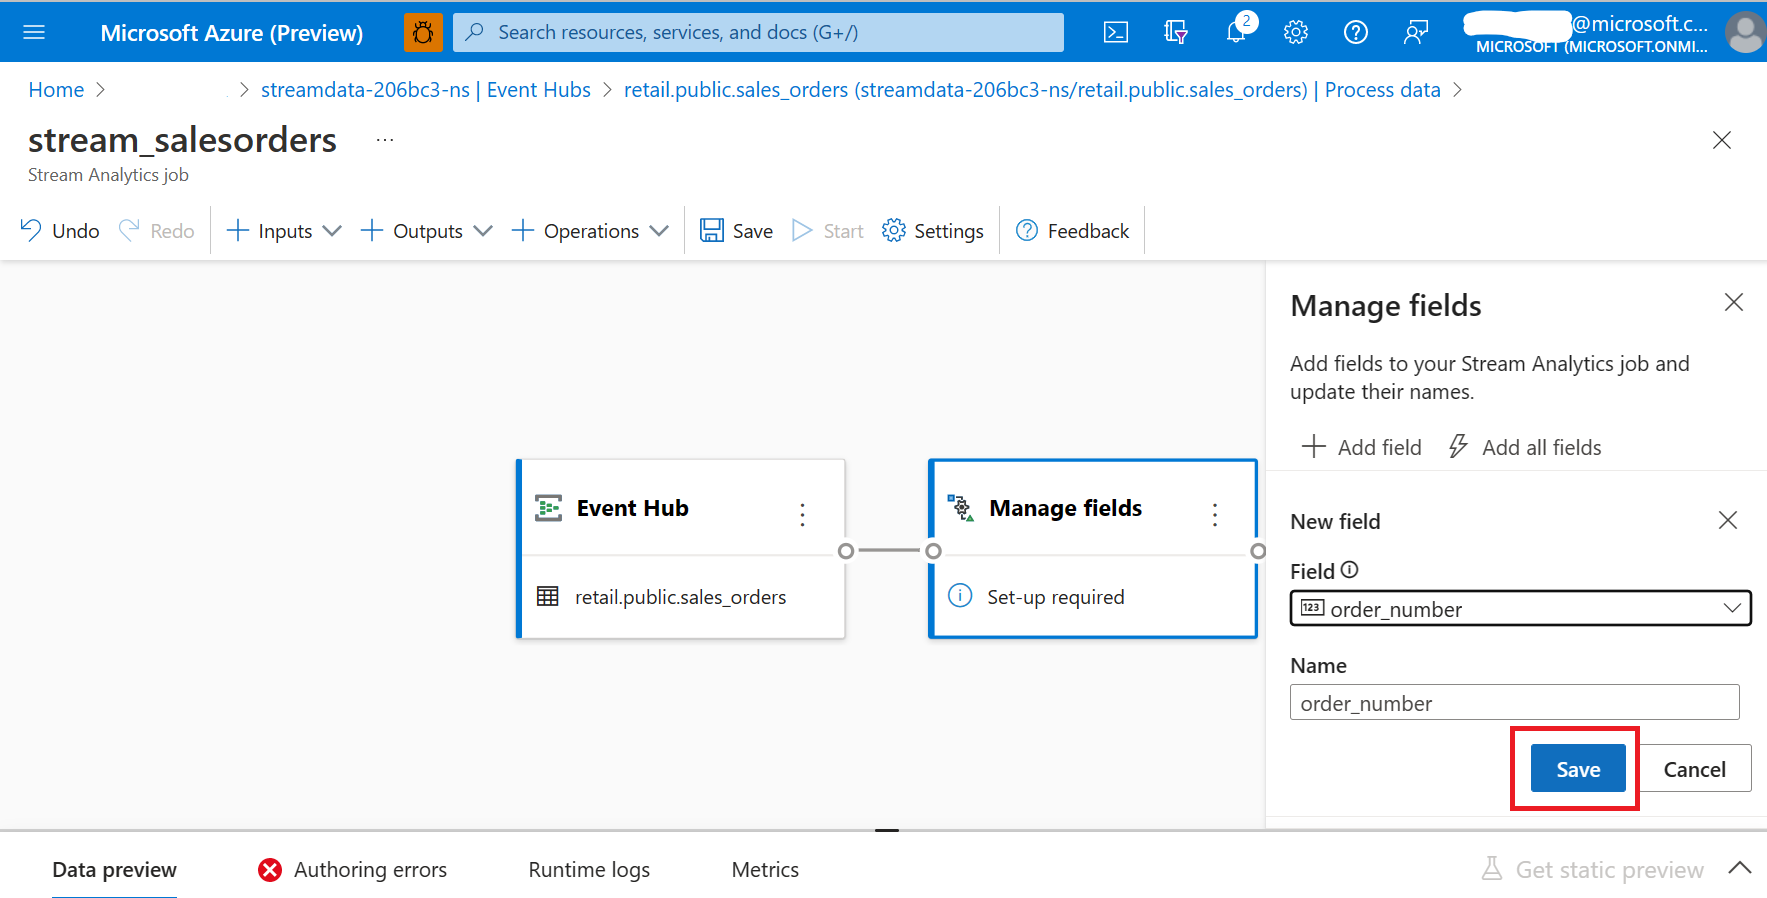 Microsoft Azure (Preview)
Search resources, services, and docs (G+/)
2
@microsoft.c...
MICROSOFT (MICROSOFT.ONMI...
Home > > streamdata-206bc3-ns | Event Hubs > retail.public.sales_orders (streamdata-206bc3-ns/retail.public.sales_orders) | Process data >
stream_salesorders ...
Stream Analytics job
Undo Redo Inputs Outputs Operations Save Start Settings Feedback
Manage fields
Add fields to your Stream Analytics job and
update their names.
Add field Add all fields
Event Hub
retail.public.sales_orders
Manage fields
Set-up required
New field
Field
123 order_number
Name
order_number
Save Cancel
Data preview Authoring errors Runtime logs Metrics Get static preview